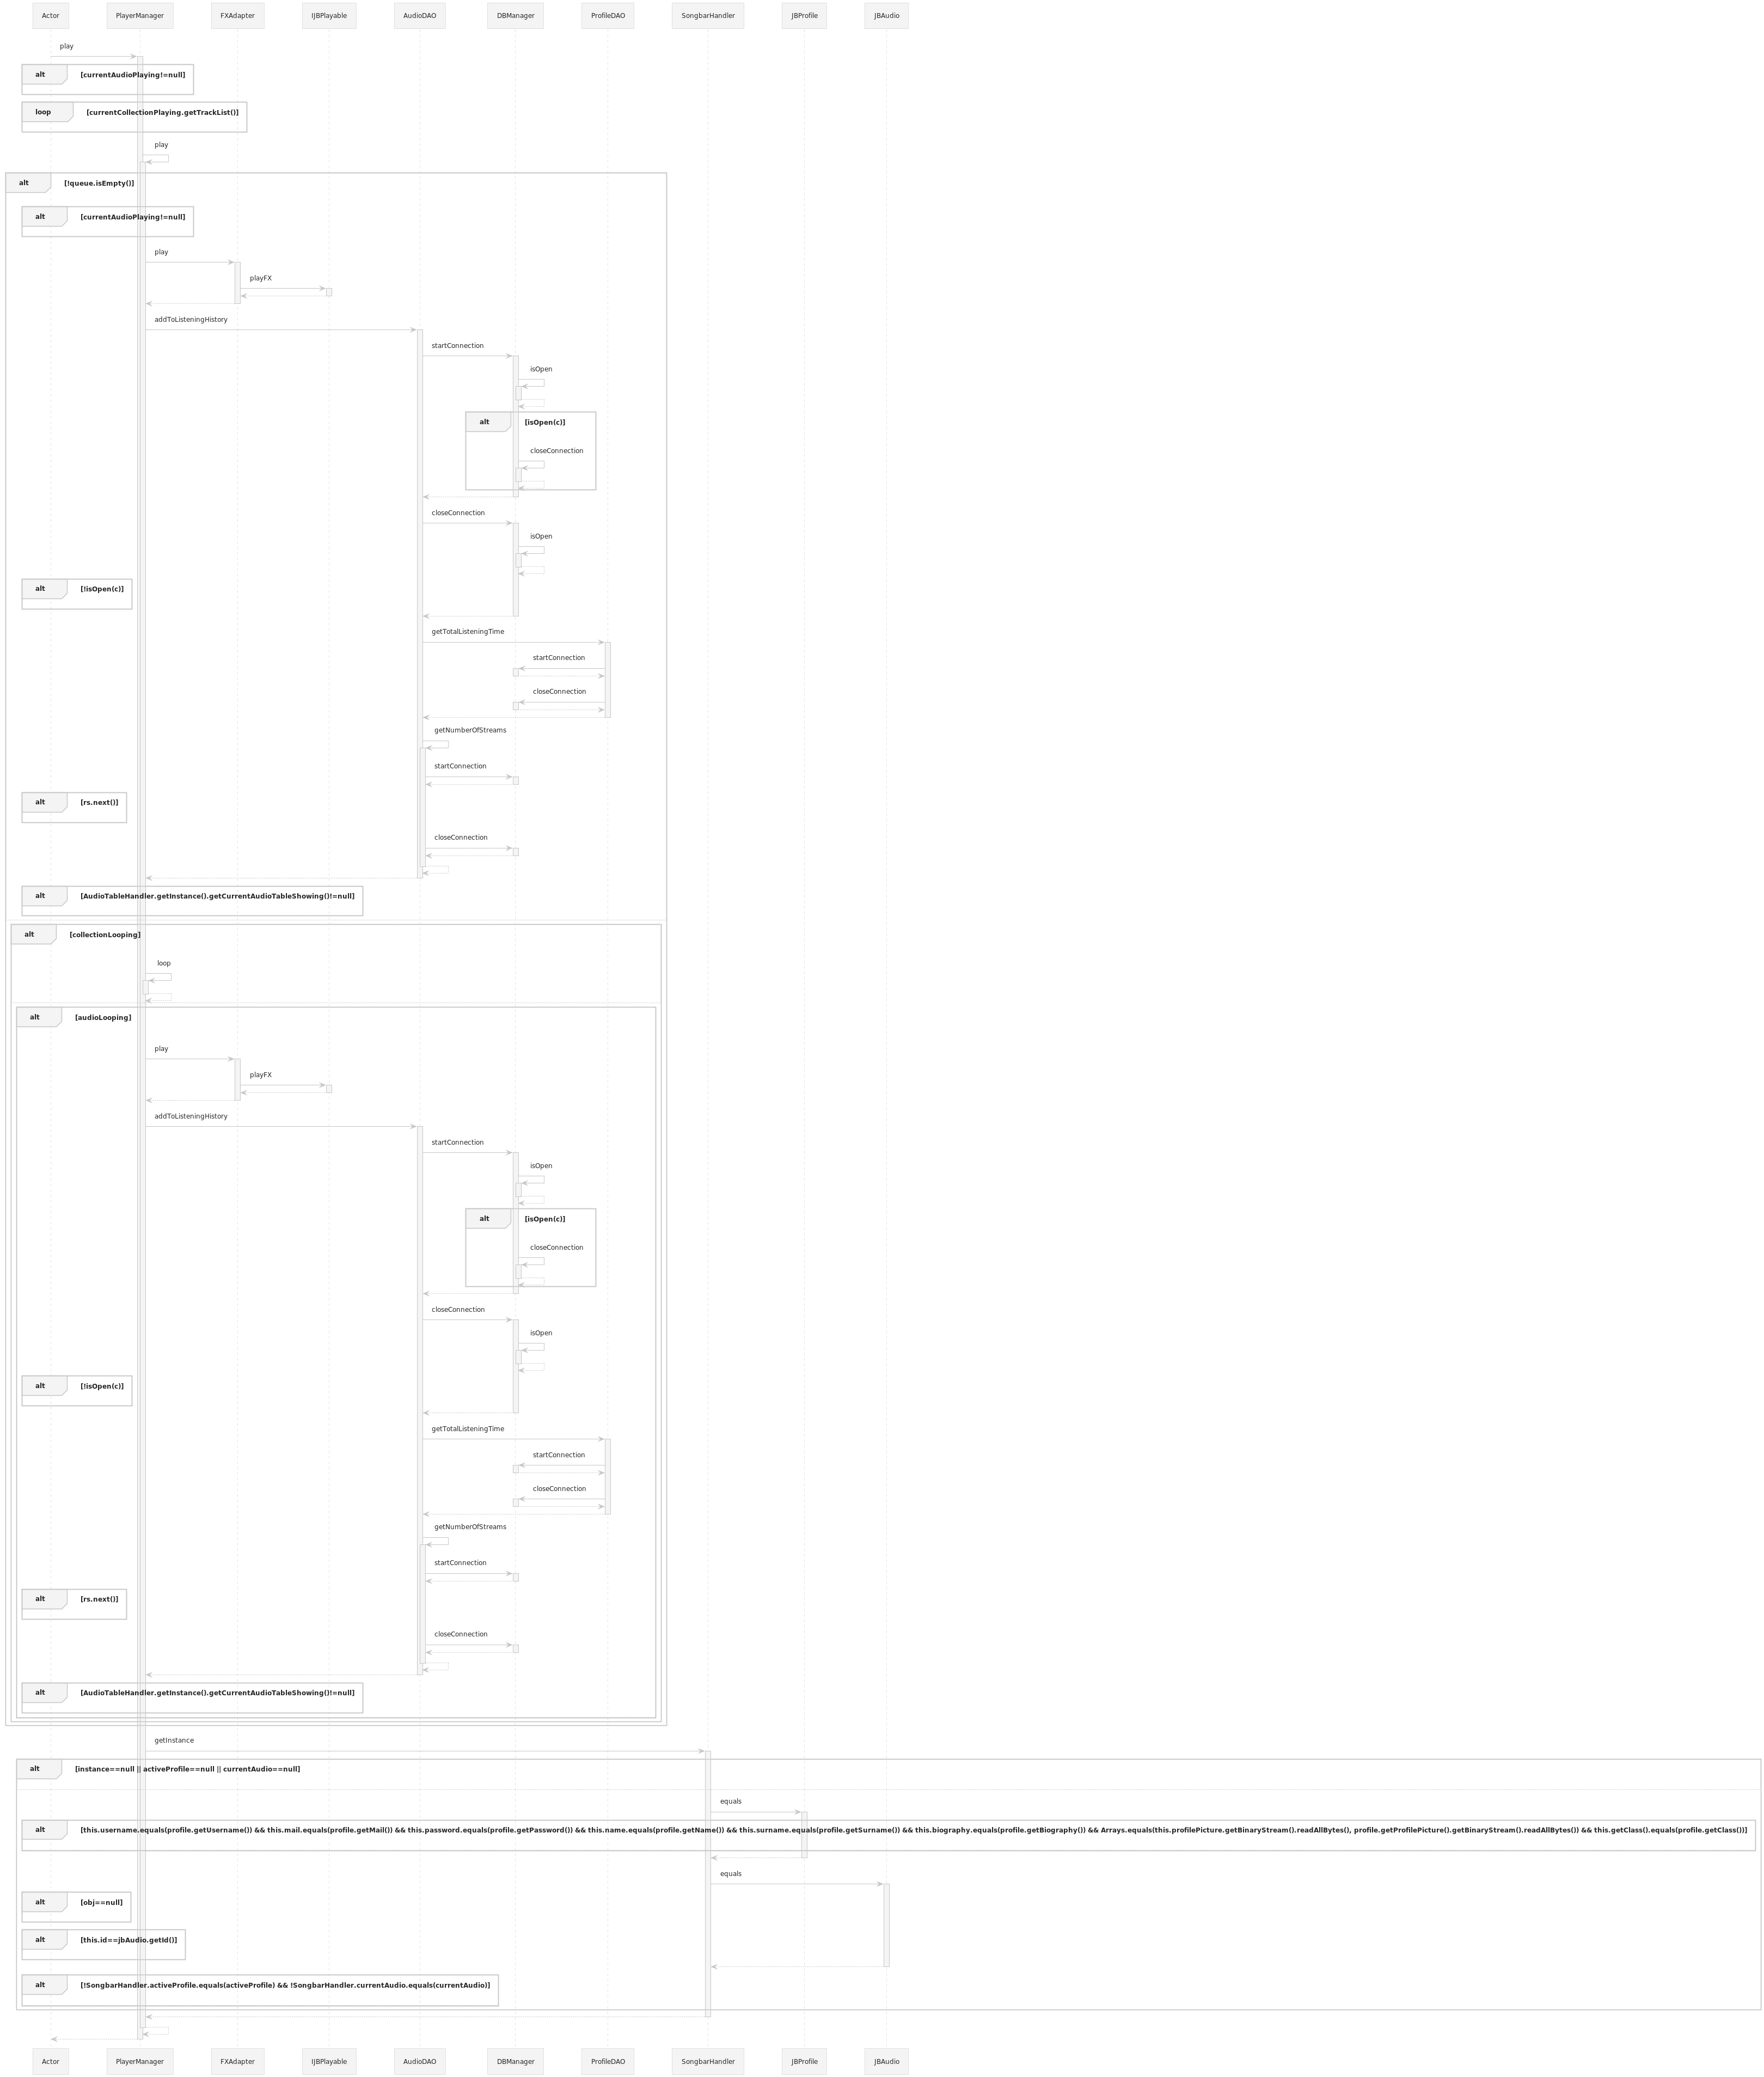 Actor PlayerManager FXAdapter IJBPlayable AudioDAO DBManager ProfileDAO SongbarHandler JBProfile JBAudio
play
alt [currentAudioPlaying!=null]
loop [currentCollectionPlaying.getTrackList()]
play
alt [!queue.isEmpty()]
alt [currentAudioPlaying!=null]
play
playFX
addToListeningHistory
startConnection
isOpen
alt [isOpen(c)]
closeConnection
closeConnection
isOpen
alt [!isOpen(c)]
getTotalListeningTime
startConnection
closeConnection
getNumberOfStreams
startConnection
alt [rs.next()]
closeConnection
alt [AudioTableHandler.getInstance().getCurrentAudioTableShowing()!=null]
alt [collectionLooping]
loop
alt [audioLooping]
play
playFX
addToListeningHistory
startConnection
isOpen
alt [isOpen(c)]
closeConnection
closeConnection
isOpen
alt [!isOpen(c)]
getTotalListeningTime
startConnection
closeConnection
getNumberOfStreams
startConnection
alt [rs.next()]
closeConnection
alt [AudioTableHandler.getInstance().getCurrentAudioTableShowing()!=null]
getInstance
alt [instance==null || activeProfile==null || currentAudio==null]
equals
alt [this.username.equals(profile.getUsername()) && this.mail.equals(profile.getMail()) && this.password.equals(profile.getPassword()) && this.name.equals(profile.getName()) && this.surname.equals(profile.getSurname()) && this.biography.equals(profile.getBiography()) && Arrays.equals(this.profilePicture.getBinaryStream().readAllBytes(), profile.getProfilePicture().getBinaryStream().readAllBytes()) && this.getClass().equals(profile.getClass())]
equals
alt [obj==null]
alt [this.id==jbAudio.getId()]
alt [!SongbarHandler.activeProfile.equals(activeProfile) && !SongbarHandler.currentAudio.equals(currentAudio)]
Actor PlayerManager FXAdapter IJBPlayable AudioDAO DBManager ProfileDAO SongbarHandler JBProfile JBAudio